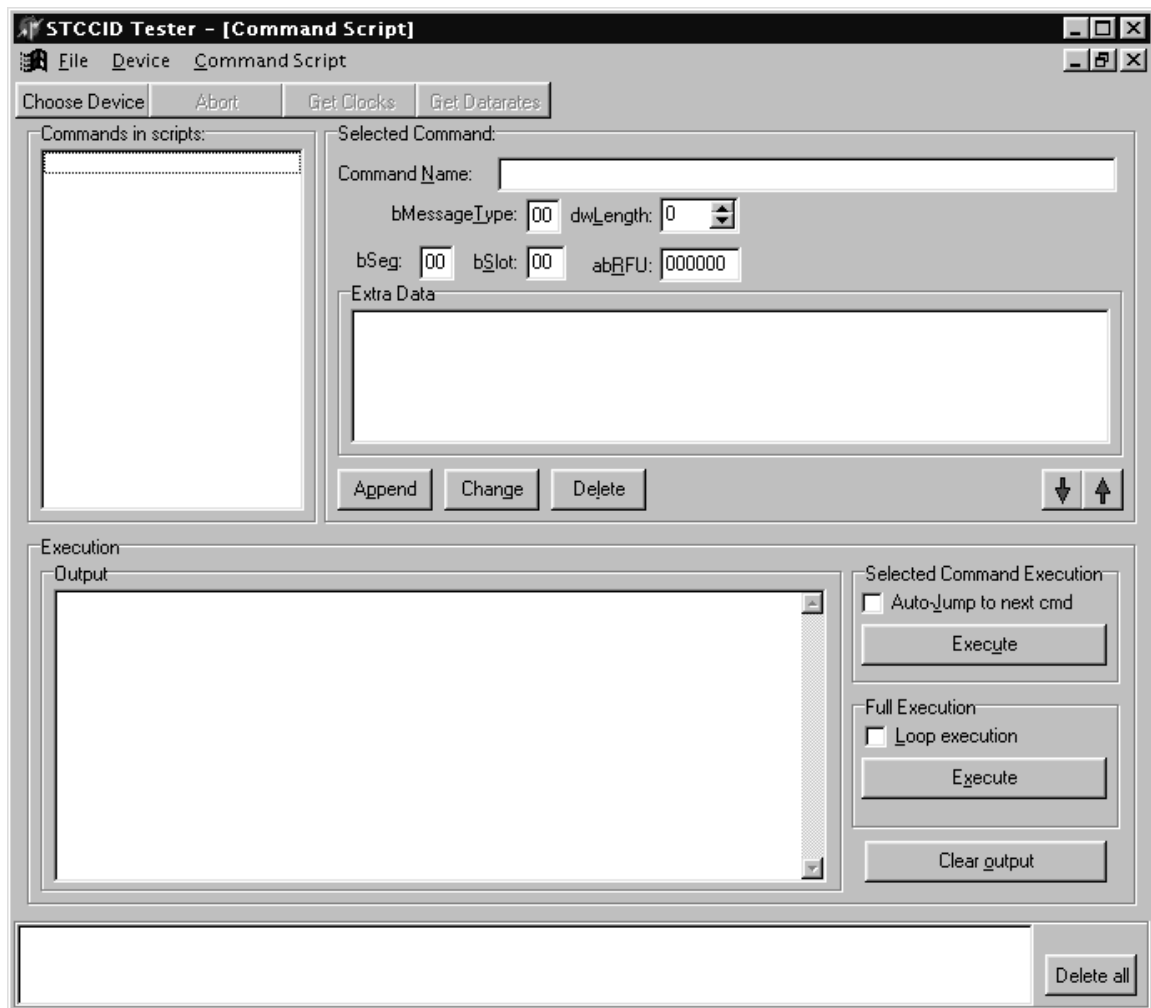 STCCID Tester - [Command Script]
File Device Command Script
Choose Device Abort Get Clocks Get Datarates
Commands in scripts:
Selected Command:
Command Name:
bMessageType: 00 dwLength: 0
bSeg: 00 bSlot: 00 abRFU: 000000
Extra Data
Append Change Delete
Execution
Output
Selected Command Execution
Auto-Jump to next cmd
Execute
Full Execution
Loop execution
Execute
Clear output
Delete all